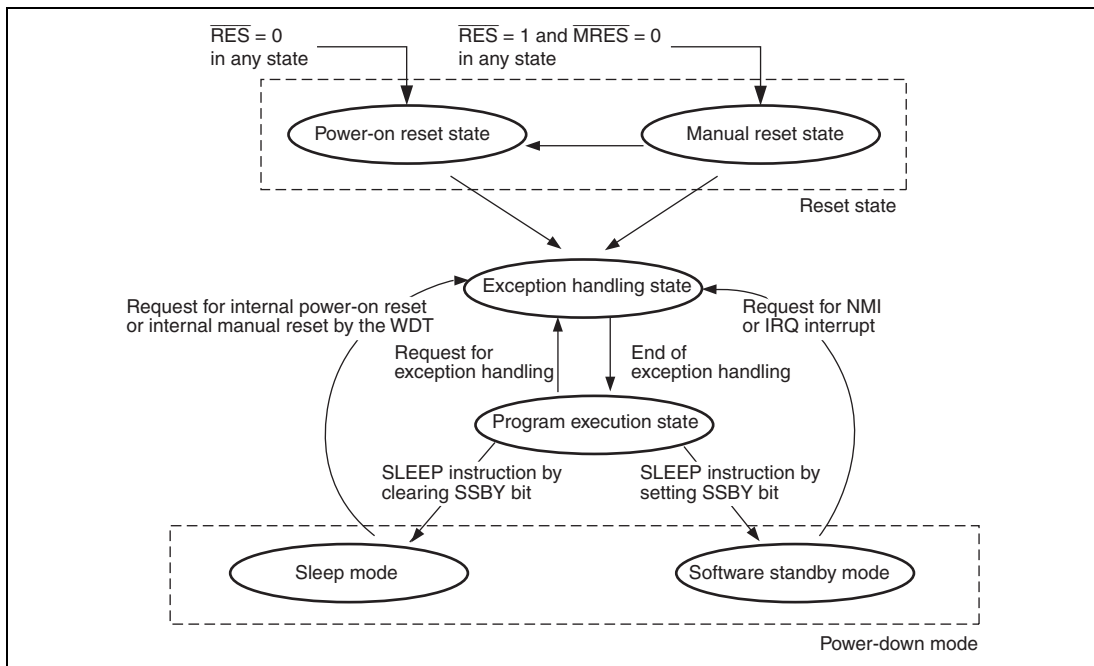 R̅E̅S̅ = 0
in any state
R̅E̅S̅ = 1 and M̅R̅E̅S̅ = 0
in any state
Power-on reset state
Manual reset state
Reset state
Exception handling state
Request for internal power-on reset
or internal manual reset by the WDT
Request for NMI
or IRQ interrupt
Request for
exception handling
End of
exception handling
Program execution state
SLEEP instruction by
clearing SSBY bit
SLEEP instruction by
setting SSBY bit
Sleep mode
Software standby mode
Power-down mode